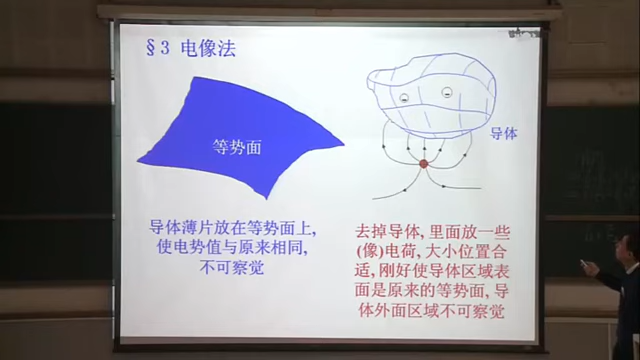 §3 电像法
等势面
导体
导体薄片放在等势面上,
使电势值与原来相同,
不可察觉
去掉导体, 里面放一些
(像)电荷, 大小位置合
适, 刚好使导体区域表
面是原来的等势面, 导
体外面区域不可察觉